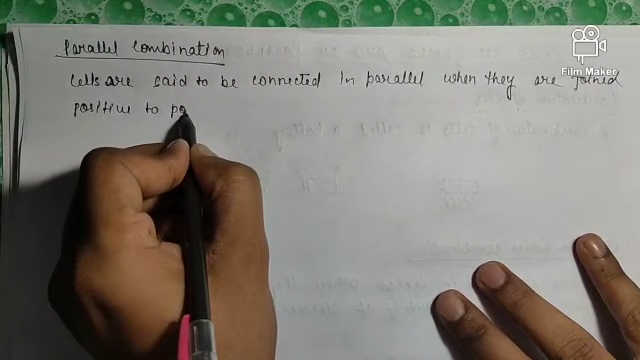 Parallel Combination
Film Maker
Cells are said to be connected in parallel when they are joined
positive to po